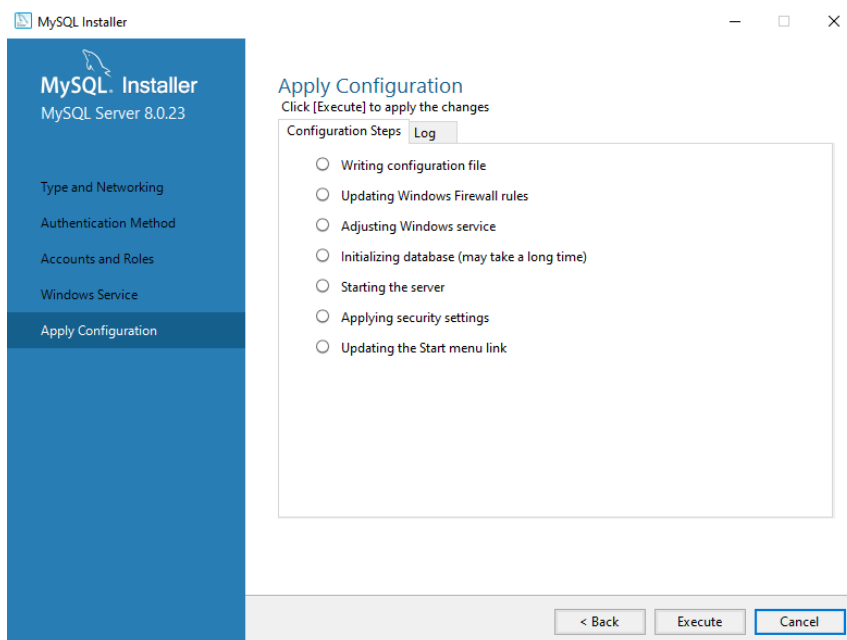 MySQL Installer
MySQL. Installer
MySQL Server 8.0.23
Type and Networking
Authentication Method
Accounts and Roles
Windows Service
Apply Configuration
Apply Configuration
Click [Execute] to apply the changes
Configuration Steps Log
Writing configuration file
Updating Windows Firewall rules
Adjusting Windows service
Initializing database (may take a long time)
Starting the server
Applying security settings
Updating the Start menu link
< Back Execute Cancel